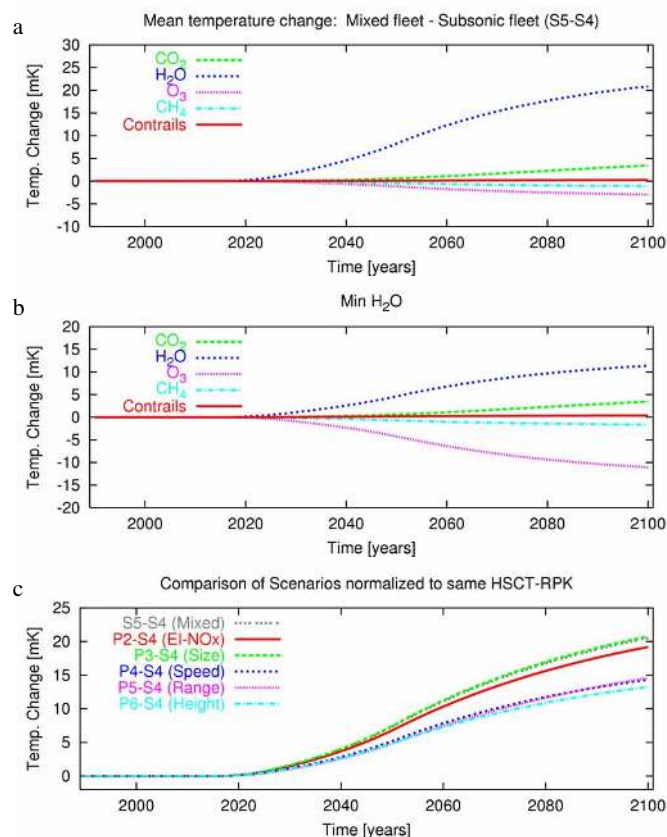 a
Mean temperature change: Mixed fleet - Subsonic fleet (S5-S4)
Temp. Change [mK]
30
25
20
15
10
5
0
-5
-10
CO2
H2O
O3
CH4
Contrails
2000 2020 2040 2060 2080 2100
Time [years]
b
Min H2O
Temp. Change [mK]
20
15
10
5
0
-5
-10
-15
-20
CO2
H2O
O3
CH4
Contrails
2000 2020 2040 2060 2080 2100
Time [years]
c
Comparison of Scenarios normalized to same HSCT-RPK
Temp. Change [mK]
25
20
15
10
5
0
S5-S4 (Mixed)
P2-S4 (EI-NOx)
P3-S4 (Size)
P4-S4 (Speed)
P5-S4 (Range)
P6-S4 (Height)
2000 2020 2040 2060 2080 2100
Time [years]